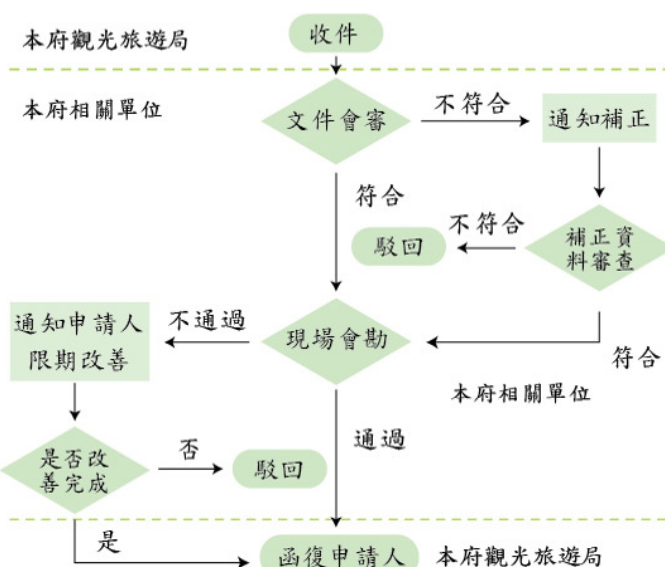 本府觀光旅遊局
收件
本府相關單位
文件會審
不符合
通知補正
符合
不符合
駁回
補正資
料審查
通知申請人
限期改善
不通過
現場會勘
符合
本府相關單位
通過
是否改
善完成
否
駁回
是
函復申請人
本府觀光旅遊局